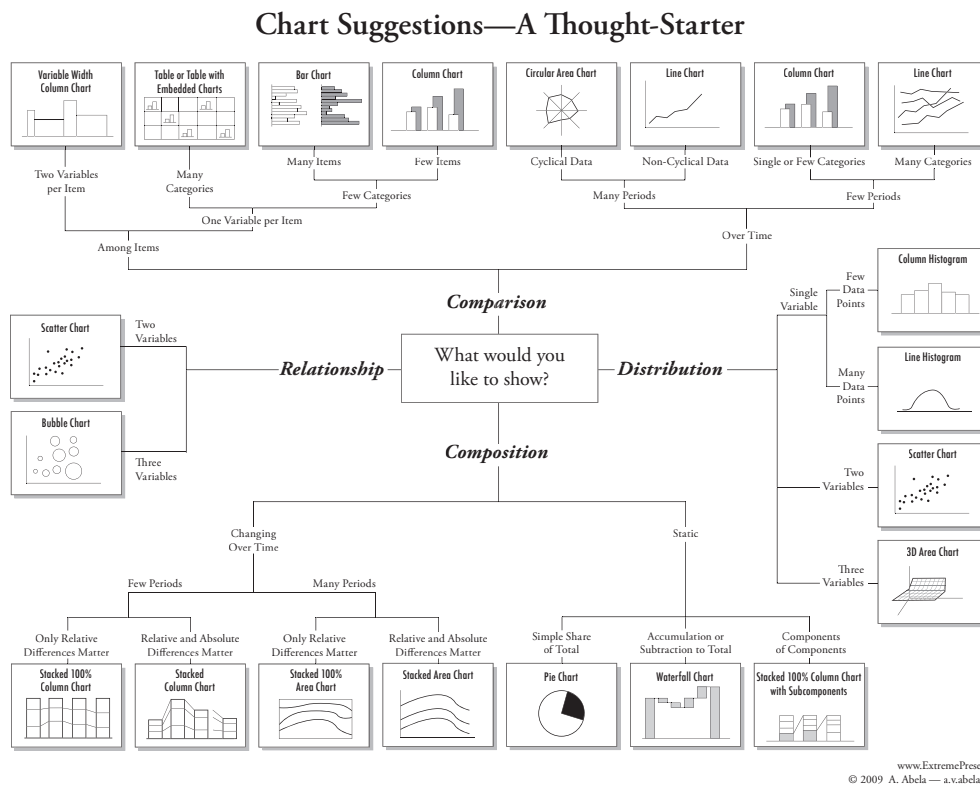 Chart Suggestions—A Thought-Starter
Variable Width
Column Chart
Table or Table with
Embedded Charts
Bar Chart
Column Chart
Circular Area Chart
Line Chart
Column Chart
Line Chart
Two Variables
per Item
Many
Categories
Many Items
Few Items
Cyclical Data
Non-Cyclical Data
Single or Few Categories
Many Categories
Few Categories
Many Periods
Few Periods
One Variable per Item
Among Items
Over Time
Comparison
What would you
like to show?
Relationship
Distribution
Composition
Scatter Chart
Two
Variables
Bubble Chart
Three
Variables
Single
Variable
Few
Data
Points
Column Histogram
Many
Data
Points
Line Histogram
Two
Variables
Scatter Chart
Three
Variables
3D Area Chart
Changing
Over Time
Static
Few Periods
Many Periods
Only Relative
Differences Matter
Relative and Absolute
Differences Matter
Only Relative
Differences Matter
Relative and Absolute
Differences Matter
Simple Share
of Total
Accumulation or
Subtraction to Total
Components
of Components
Stacked 100%
Column Chart
Stacked
Column Chart
Stacked 100%
Area Chart
Stacked Area Chart
Pie Chart
Waterfall Chart
Stacked 100% Column Chart
with Subcomponents
www.ExtremePrese
© 2009 A. Abela — a.v.abela